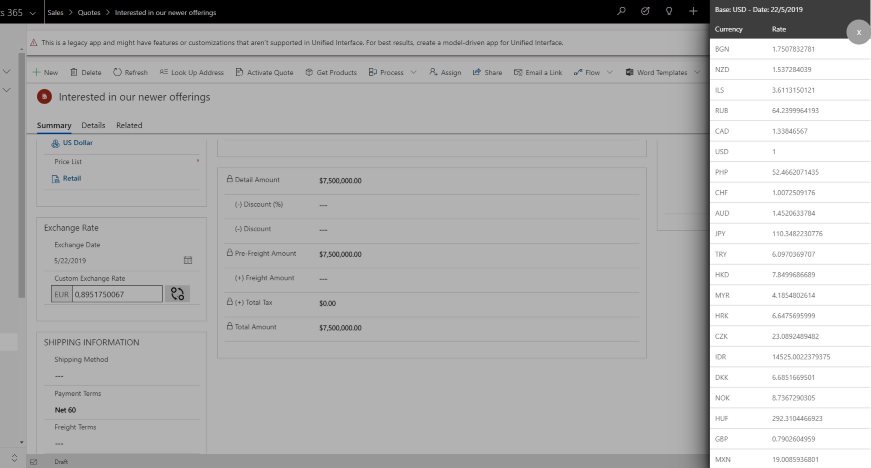 s 365
Sales > Quotes > Interested in our newer offerings
This is a legacy app and might have features or customizations that aren't supported in Unified Interface. For best results, create a model-driven app for Unified Interface.
New Delete Refresh Look Up Address Activate Quote Get Products Process Assign Share Email a Link Flow Word Templates
Interested in our newer offerings
Summary Details Related
US Dollar
Price List *
Retail
Exchange Rate
Exchange Date
5/22/2019
Custom Exchange Rate
EUR 0,8951750067
SHIPPING INFORMATION
Shipping Method
---
Payment Terms
Net 60
Freight Terms
---
Draft
Detail Amount $7,500,000.00
(-) Discount (%) ---
(-) Discount ---
Pre-Freight Amount $7,500,000.00
(+) Freight Amount ---
(+) Total Tax $0.00
Total Amount $7,500,000.00
Base: USD - Date: 22/5/2019
x
Currency Rate
BGN 1.7507832781
NZD 1.537284039
ILS 3.6113150121
RUB 64.2399964193
CAD 1.33846567
USD 1
PHP 52.4662071435
CHF 1.0072509176
AUD 1.4520633784
JPY 110.3482230776
TRY 6.0970369707
HKD 7.8499686689
MYR 4.1854802614
HRK 6.6475695999
CZK 23.0892489482
IDR 14525.0022379375
DKK 6.6851669501
NOK 8.7367290305
HUF 292.3104466923
GBP 0.7902604959
MXN 19.0085936801